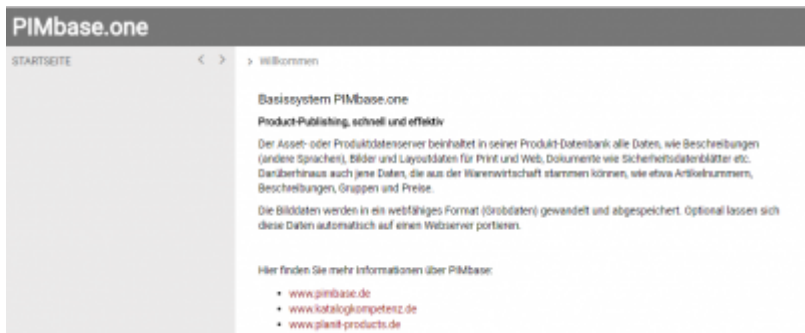 PIMbase.one
STARTSEITE < > > Willkommen
Basissystem PIMbase.one
Product-Publishing, schnell und effektiv
Der Asset- oder Produktdatenserver beinhaltet in seiner Produkt-Datenbank alle Daten, wie Beschreibungen
(andere Sprachen), Bilder und Layoutdaten für Print und Web, Dokumente wie Sicherheitsdatenblätter etc.
Darüberhinaus auch jene Daten, die aus der Warenwirtschaft stammen können, wie etwa Artikelnummern,
Beschreibungen, Gruppen und Preise.
Die Bilddaten werden in ein webfähiges Format (Grobdaten) gewandelt und abgespeichert. Optional lassen sich
diese Daten automatisch auf einen Webserver portieren.
Hier finden Sie mehr Informationen über PIMbase:
• www.pimbase.de
• www.katalogkompetenz.de
• www.planit-products.de